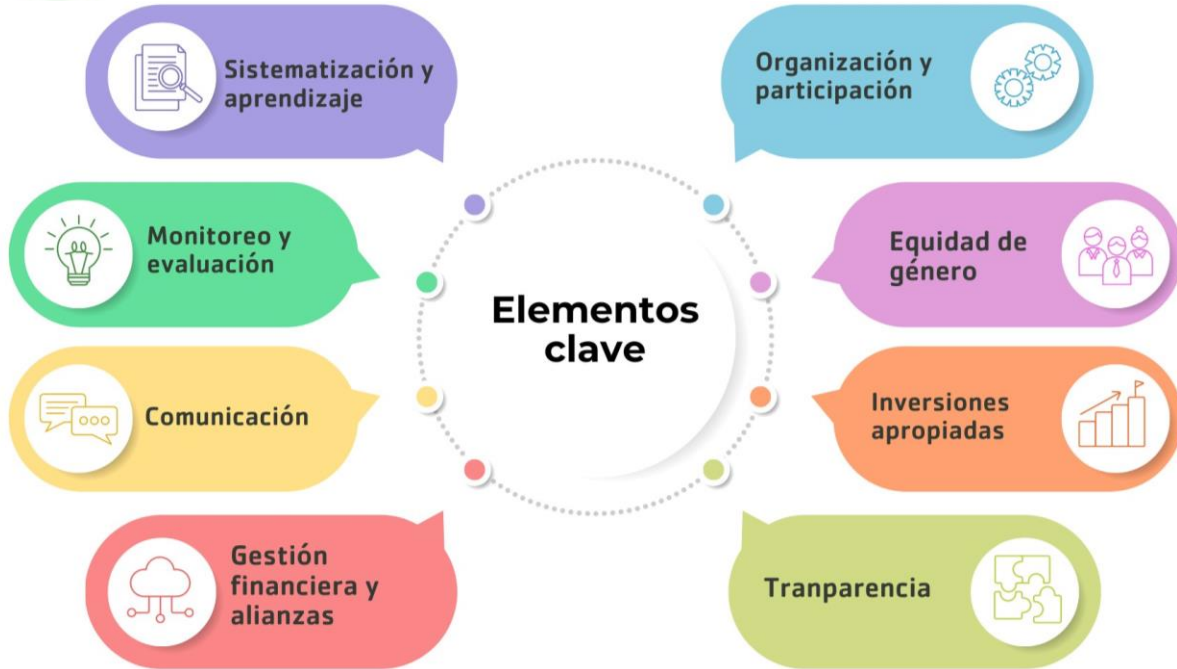 Sistematización y
aprendizaje
Organización y
participación
Monitoreo y
evaluación
Equidad de
género
Elementos
clave
Comunicación
Inversiones
apropiadas
Gestión
financiera y
alianzas
Tranparencia